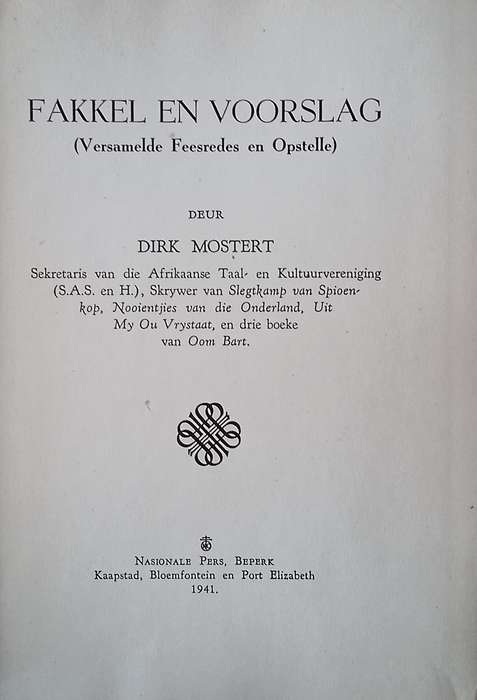 FAKKEL EN VOORSLAG
(Versamelde Feesredes en Opstelle)
DEUR
DIRK MOSTERT
Sekretaris van die Afrikaanse Taal- en Kultuurvereniging
(S.A.S. en H.), Skrywer van Slegtkamp van Spioen-
kop, Nooientjies van die Onderland, Uit
My Ou Vrystaat, en drie boeke
van Oom Bart.
NASIONALE PERS, BEPERK
Kaapstad, Bloemfontein en Port Elizabeth
1941.